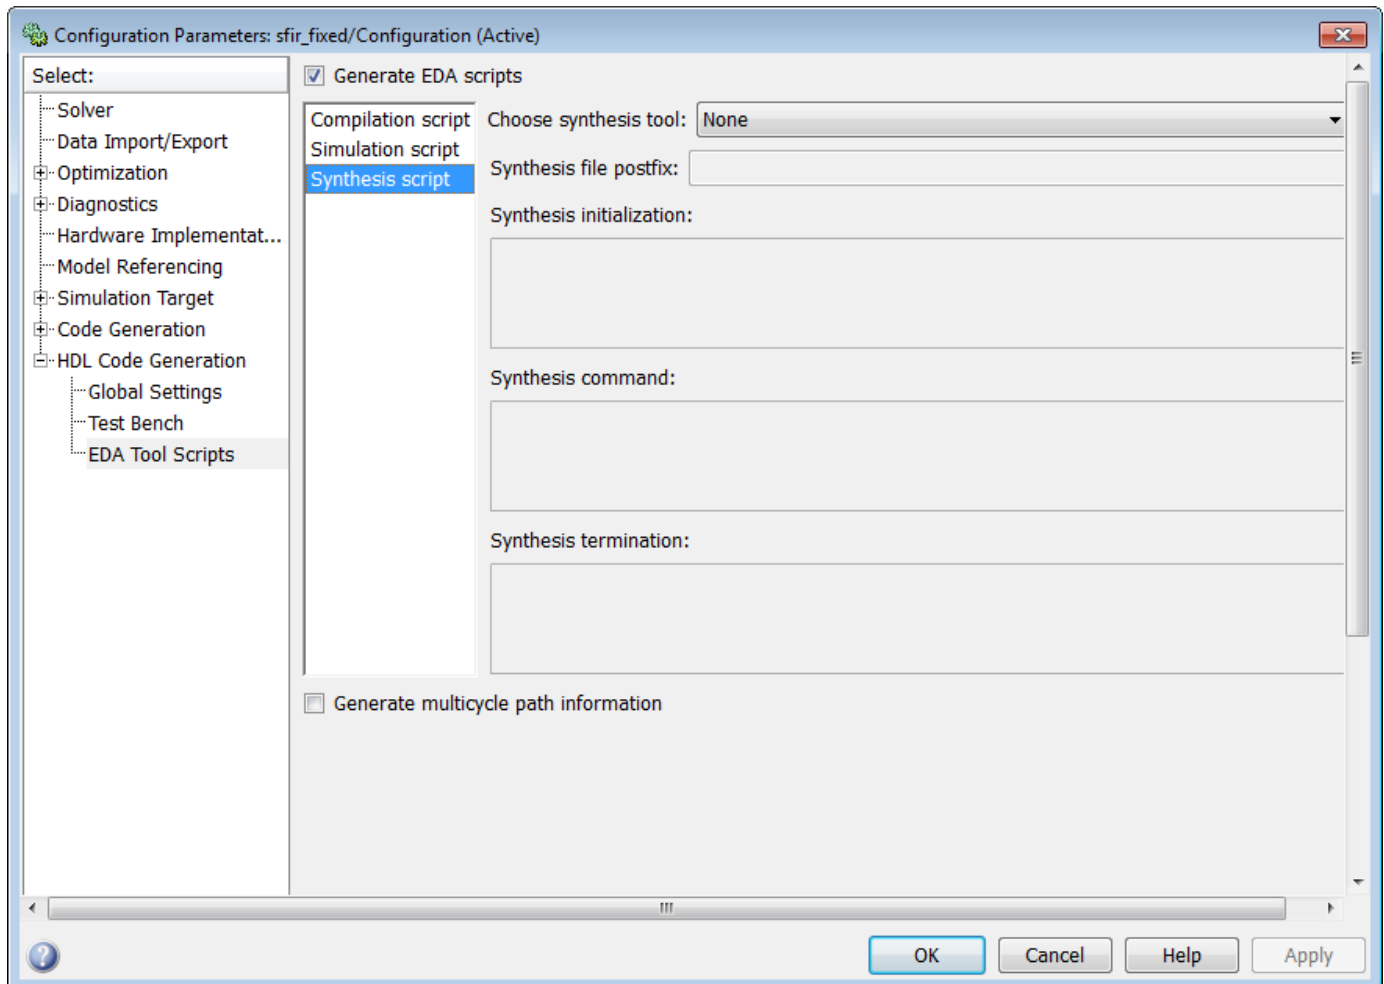 Configuration Parameters: sfir_fixed/Configuration (Active)
Select:
Solver
Data Import/Export
Optimization
Diagnostics
Hardware Implementat...
Model Referencing
Simulation Target
Code Generation
HDL Code Generation
Global Settings
Test Bench
EDA Tool Scripts
Generate EDA scripts
Compilation script
Simulation script
Synthesis script
Choose synthesis tool: None
Synthesis file postfix:
Synthesis initialization:
Synthesis command:
Synthesis termination:
Generate multicycle path information
OK Cancel Help Apply